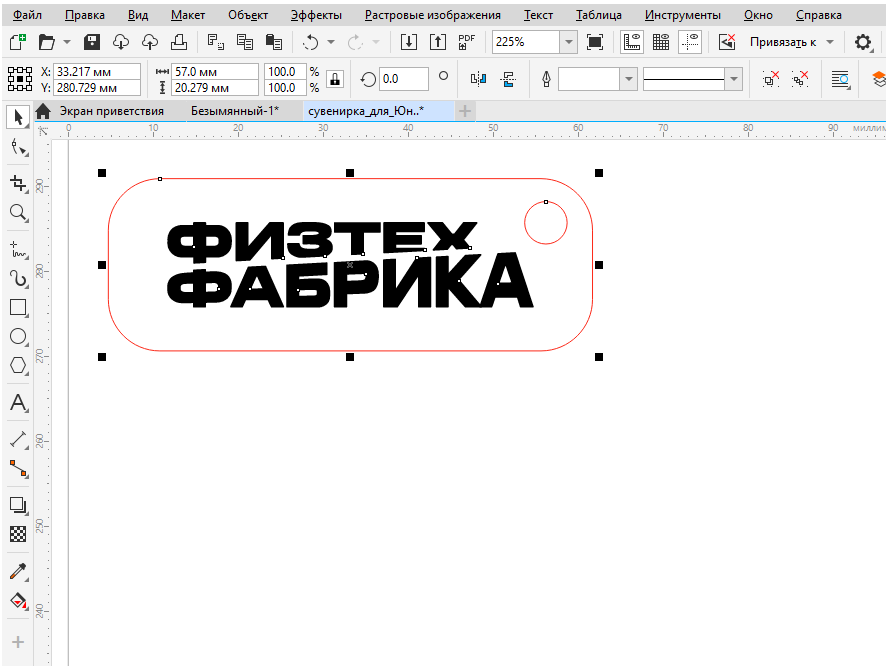 Файл Правка Вид Макет Объект Эффекты Растровые изображения Текст Таблица Инструменты Окно Справка
PDF 225% Привязать к
X: 33.217 мм 57.0 мм 100.0 % 0.0
Y: 280.729 мм 20.279 мм 100.0 %
Экран приветствия Безымянный-1* сувенирка_для_Юн..*
0 10 20 30 40 50 60 70 80 90
290
280
270
260
250
240
ФИЗТЕХ
ФАБРИКА